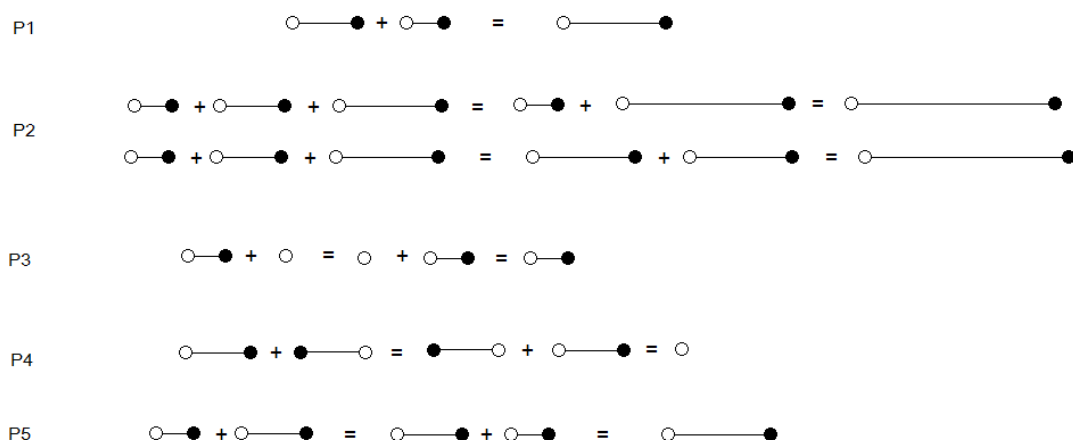 P1 + =
P2 + + = + =
+ + = + =
P3 + = + =
P4 + = + =
P5 + = + =